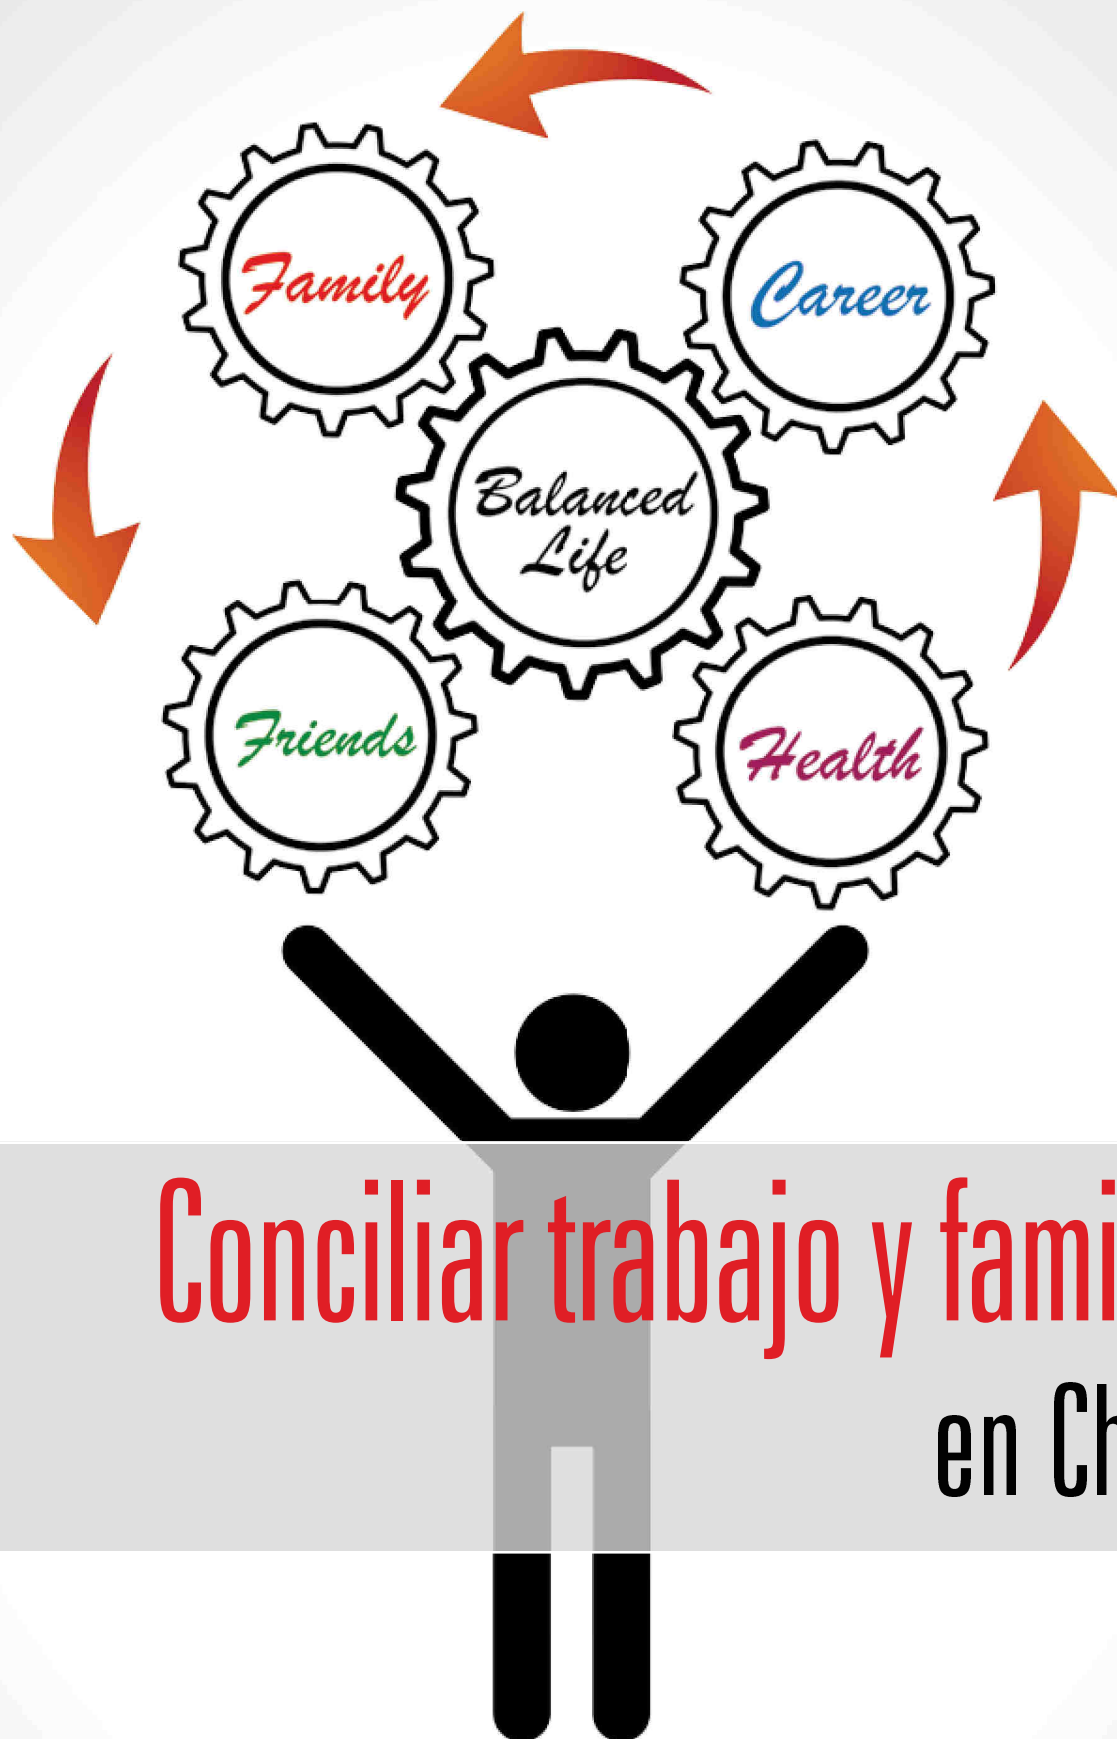 Family
Career
Balanced
Life
Friends
Health
Conciliar trabajo y fami
en Ch